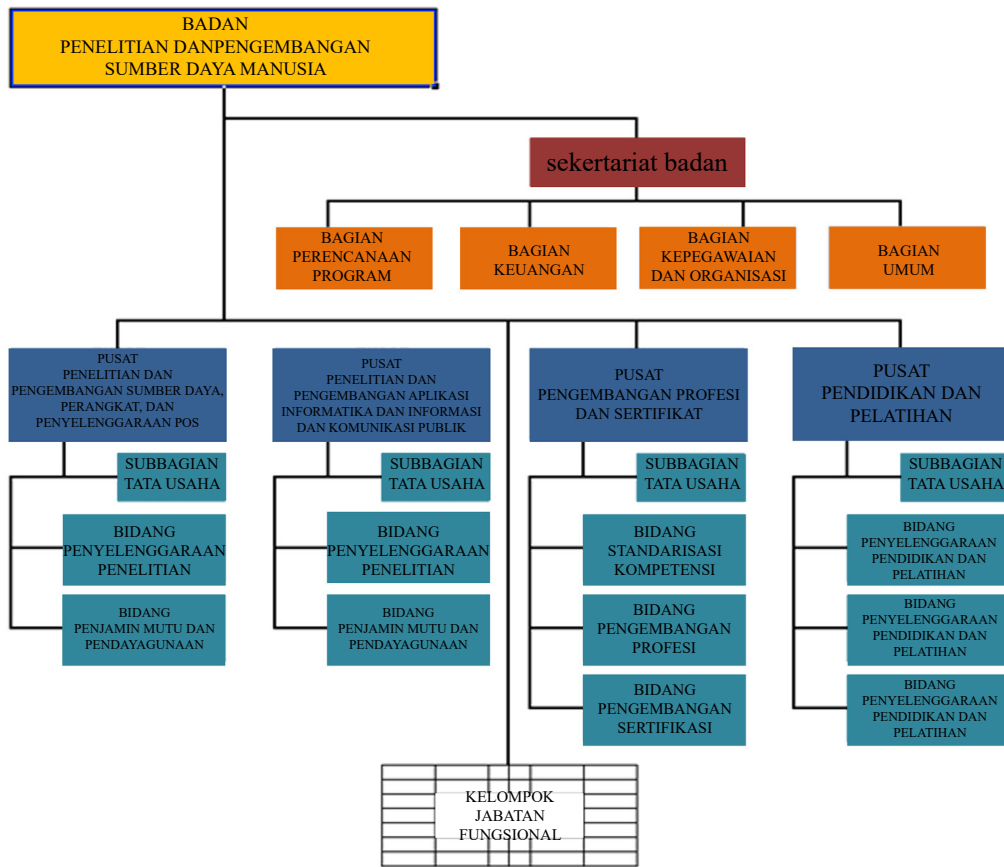 BADAN
PENELITIAN DANPENGEMBANGAN
SUMBER DAYA MANUSIA
sekertariat badan
BAGIAN
PERENCANAAN
PROGRAM
BAGIAN
KEUANGAN
BAGIAN
KEPEGAWAIAN
DAN ORGANISASI
BAGIAN
UMUM
PUSAT
PENELITIAN DAN
PENGEMBANGAN SUMBER DAYA,
PERANGKAT, DAN
PENYELENGGARAAN POS
PUSAT
PENELITIAN DAN
PENGEMBANGAN APLIKASI
INFORMATIKA DAN INFORMASI
DAN KOMUNIKASI PUBLIK
PUSAT
PENGEMBANGAN PROFESI
DAN SERTIFIKAT
PUSAT
PENDIDIKAN DAN
PELATIHAN
SUBBAGIAN
TATA USAHA
BIDANG
PENYELENGGARAAN
PENELITIAN
BIDANG
PENJAMIN MUTU DAN
PENDAYAGUNAAN
SUBBAGIAN
TATA USAHA
BIDANG
PENYELENGGARAAN
PENELITIAN
BIDANG
PENJAMIN MUTU DAN
PENDAYAGUNAAN
SUBBAGIAN
TATA USAHA
BIDANG
STANDARISASI
KOMPETENSI
BIDANG
PENGEMBANGAN
PROFESI
BIDANG
PENGEMBANGAN
SERTIFIKASI
SUBBAGIAN
TATA USAHA
BIDANG
PENYELENGGARAAN
PENDIDIKAN DAN
PELATIHAN
BIDANG
PENYELENGGARAAN
PENDIDIKAN DAN
PELATIHAN
BIDANG
PENYELENGGARAAN
PENDIDIKAN DAN
PELATIHAN
KELOMPOK
JABATAN
FUNGSIONAL